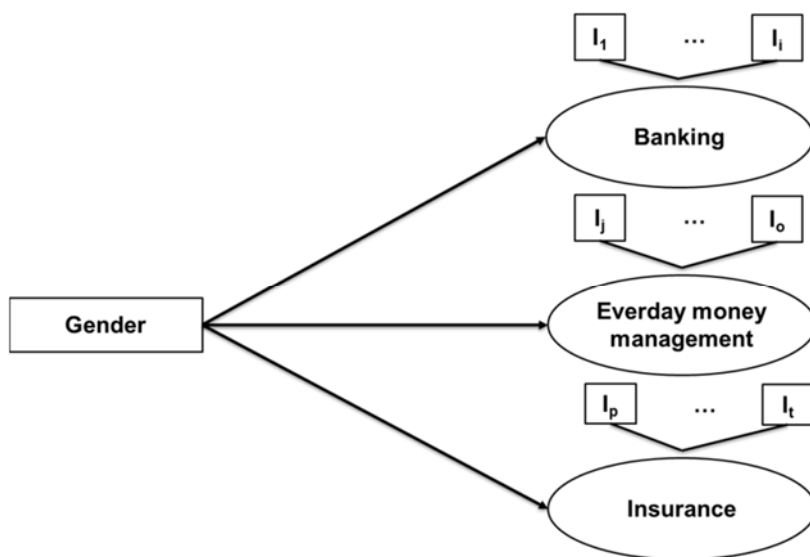 I₁ ... Iᵢ
Banking
Iⱼ ... Iₒ
Gender
Everday money
management
Iₚ ... Iₜ
Insurance